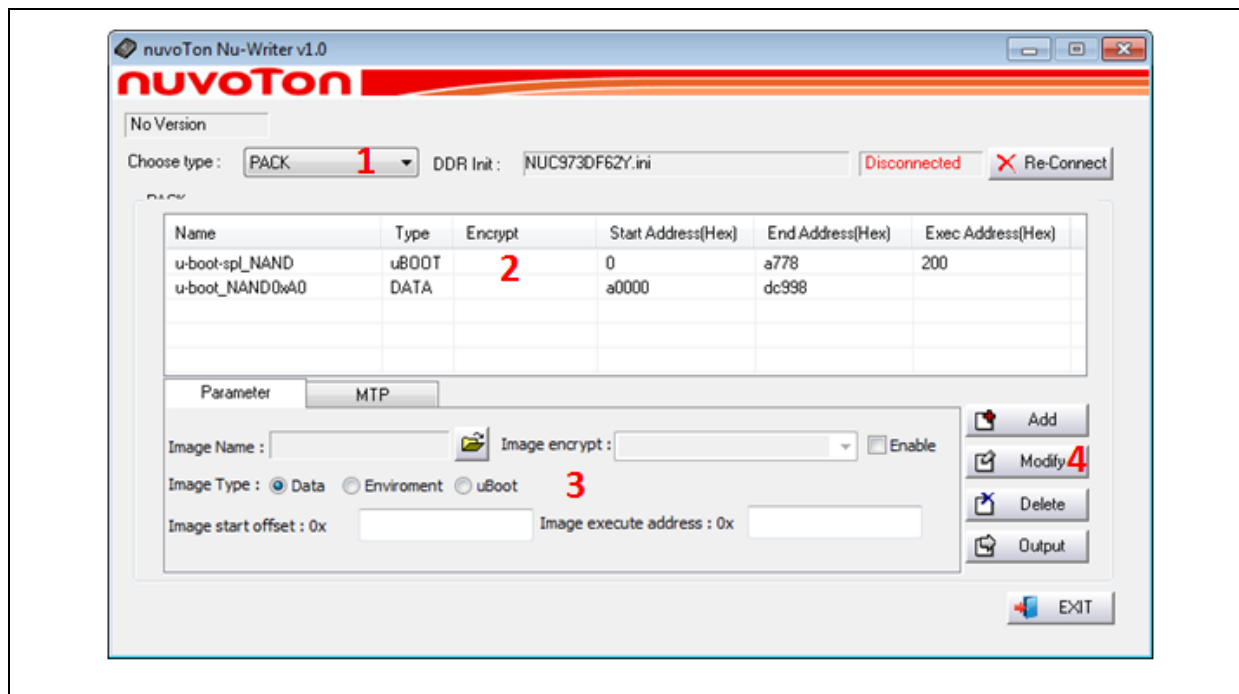 nuvoTon Nu-Writer v1.0
nuvoTon
No Version
Choose type : PACK 1 DDR Init : NUC973DF62Y.ini Disconnected Re-Connect
PACK
Name Type Encrypt Start Address(Hex) End Address(Hex) Exec Address(Hex)
u-boot-spl_NAND uBOOT 2 0 a778 200
u-boot_NAND0xA0 DATA a0000 dc998
Parameter MTP
Add
Image Name : Image encrypt : Enable
Modify 4
Image Type : Data Enviroment uBoot 3
Delete
Image start offset : 0x Image execute address : 0x
Output
EXIT